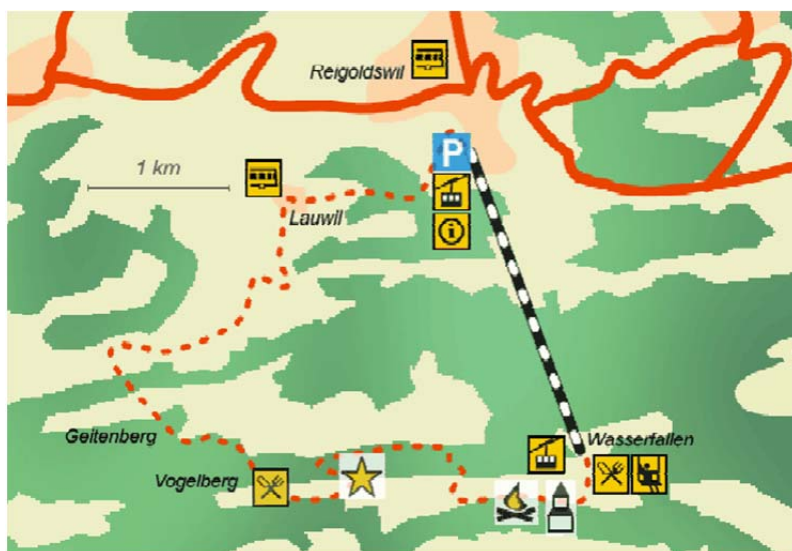 Reigoldswil
P
1 km
Lauwil
i
Geitenberg
Wasserfallen
Vogelberg